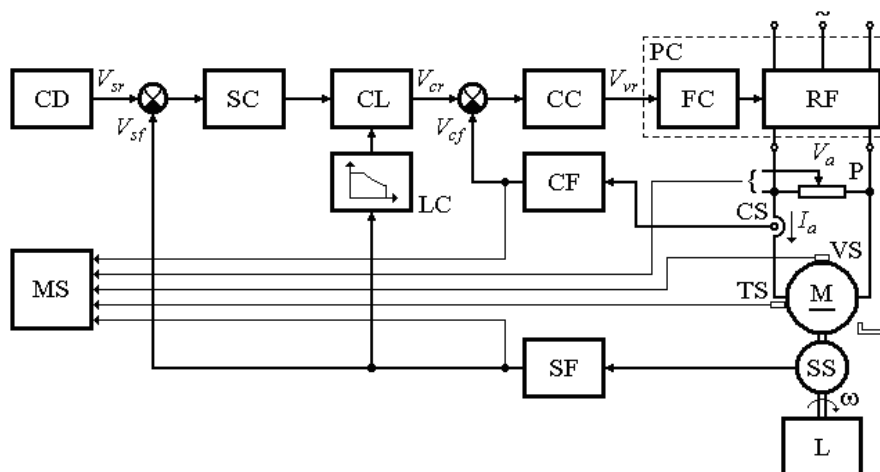 ~
PC
CD
V_sr
V_sf
SC
CL
V_cr
V_cf
CC
V_vr
FC
RF
V_a
P
{
CF
LC
CS
I_a
VS
MS
TS
M
SF
SS
ω
L